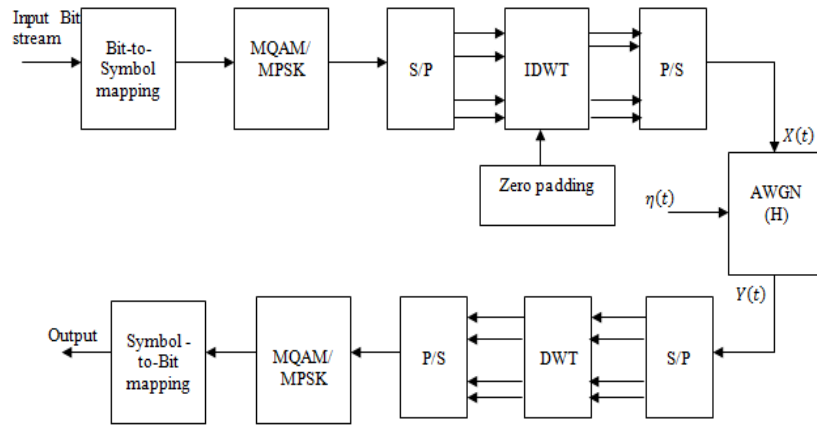 Input Bit
stream
Bit-to-
Symbol
mapping
MQAM/
MPSK
S/P
IDWT
P/S
X(t)
Zero padding
η(t)
AWGN
(H)
Y(t)
Output
Symbol -
to-Bit
mapping
MQAM/
MPSK
P/S
DWT
S/P